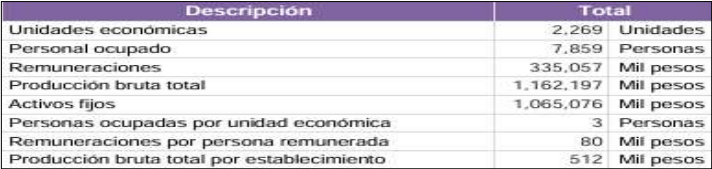 Descripción Total
Unidades económicas 2,269 Unidades
Personal ocupado 7,859 Personas
Remuneraciones 335,057 Mil pesos
Producción bruta total 1,162,197 Mil pesos
Activos fijos 1,065,076 Mil pesos
Personas ocupadas por unidad económica 3 Personas
Remuneraciones por persona remunerada 80 Mil pesos
Producción bruta total por establecimiento 512 Mil pesos